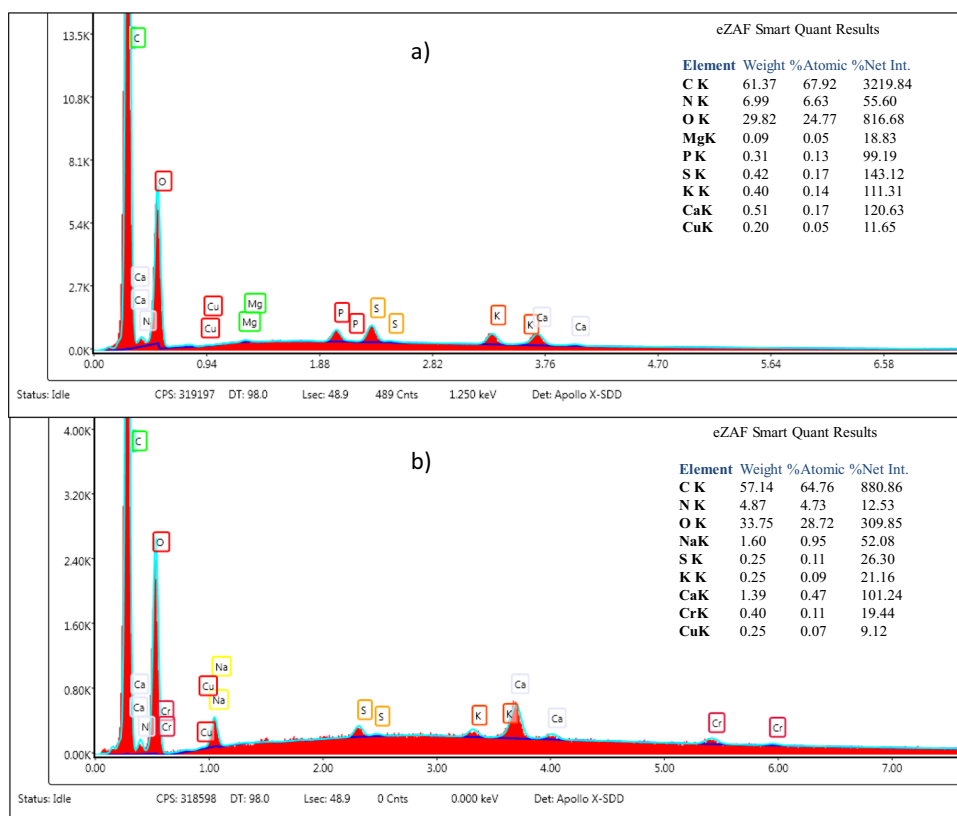 a)
eZAF Smart Quant Results
Element Weight %Atomic %Net Int.
C K 61.37 67.92 3219.84
N K 6.99 6.63 55.60
O K 29.82 24.77 816.68
MgK 0.09 0.05 18.83
P K 0.31 0.13 99.19
S K 0.42 0.17 143.12
K K 0.40 0.14 111.31
CaK 0.51 0.17 120.63
CuK 0.20 0.05 11.65
13.5K
10.8K
8.1K
5.4K
2.7K
0.0K
C
O
Ca
Ca
N
Cu
Cu
Mg
Mg
P
P
S
S
K
K
Ca
Ca
0.00 0.94 1.88 2.82 3.76 4.70 5.64 6.58
Status: Idle CPS: 319197 DT: 98.0 Lsec: 48.9 489 Cnts 1.250 keV Det: Apollo X-SDD
b)
eZAF Smart Quant Results
Element Weight %Atomic %Net Int.
C K 57.14 64.76 880.86
N K 4.87 4.73 12.53
O K 33.75 28.72 309.85
NaK 1.60 0.95 52.08
S K 0.25 0.11 26.30
K K 0.25 0.09 21.16
CaK 1.39 0.47 101.24
CrK 0.40 0.11 19.44
CuK 0.25 0.07 9.12
4.00K
3.20K
2.40K
1.60K
0.80K
0.00K
C
O
Ca
Ca
N
Cr
Cr
Cu
Cu
Na
Na
S
S
K
K
Ca
Ca
Cr
Cr
0.00 1.00 2.00 3.00 4.00 5.00 6.00 7.00
Status: Idle CPS: 318598 DT: 98.0 Lsec: 48.9 0 Cnts 0.000 keV Det: Apollo X-SDD